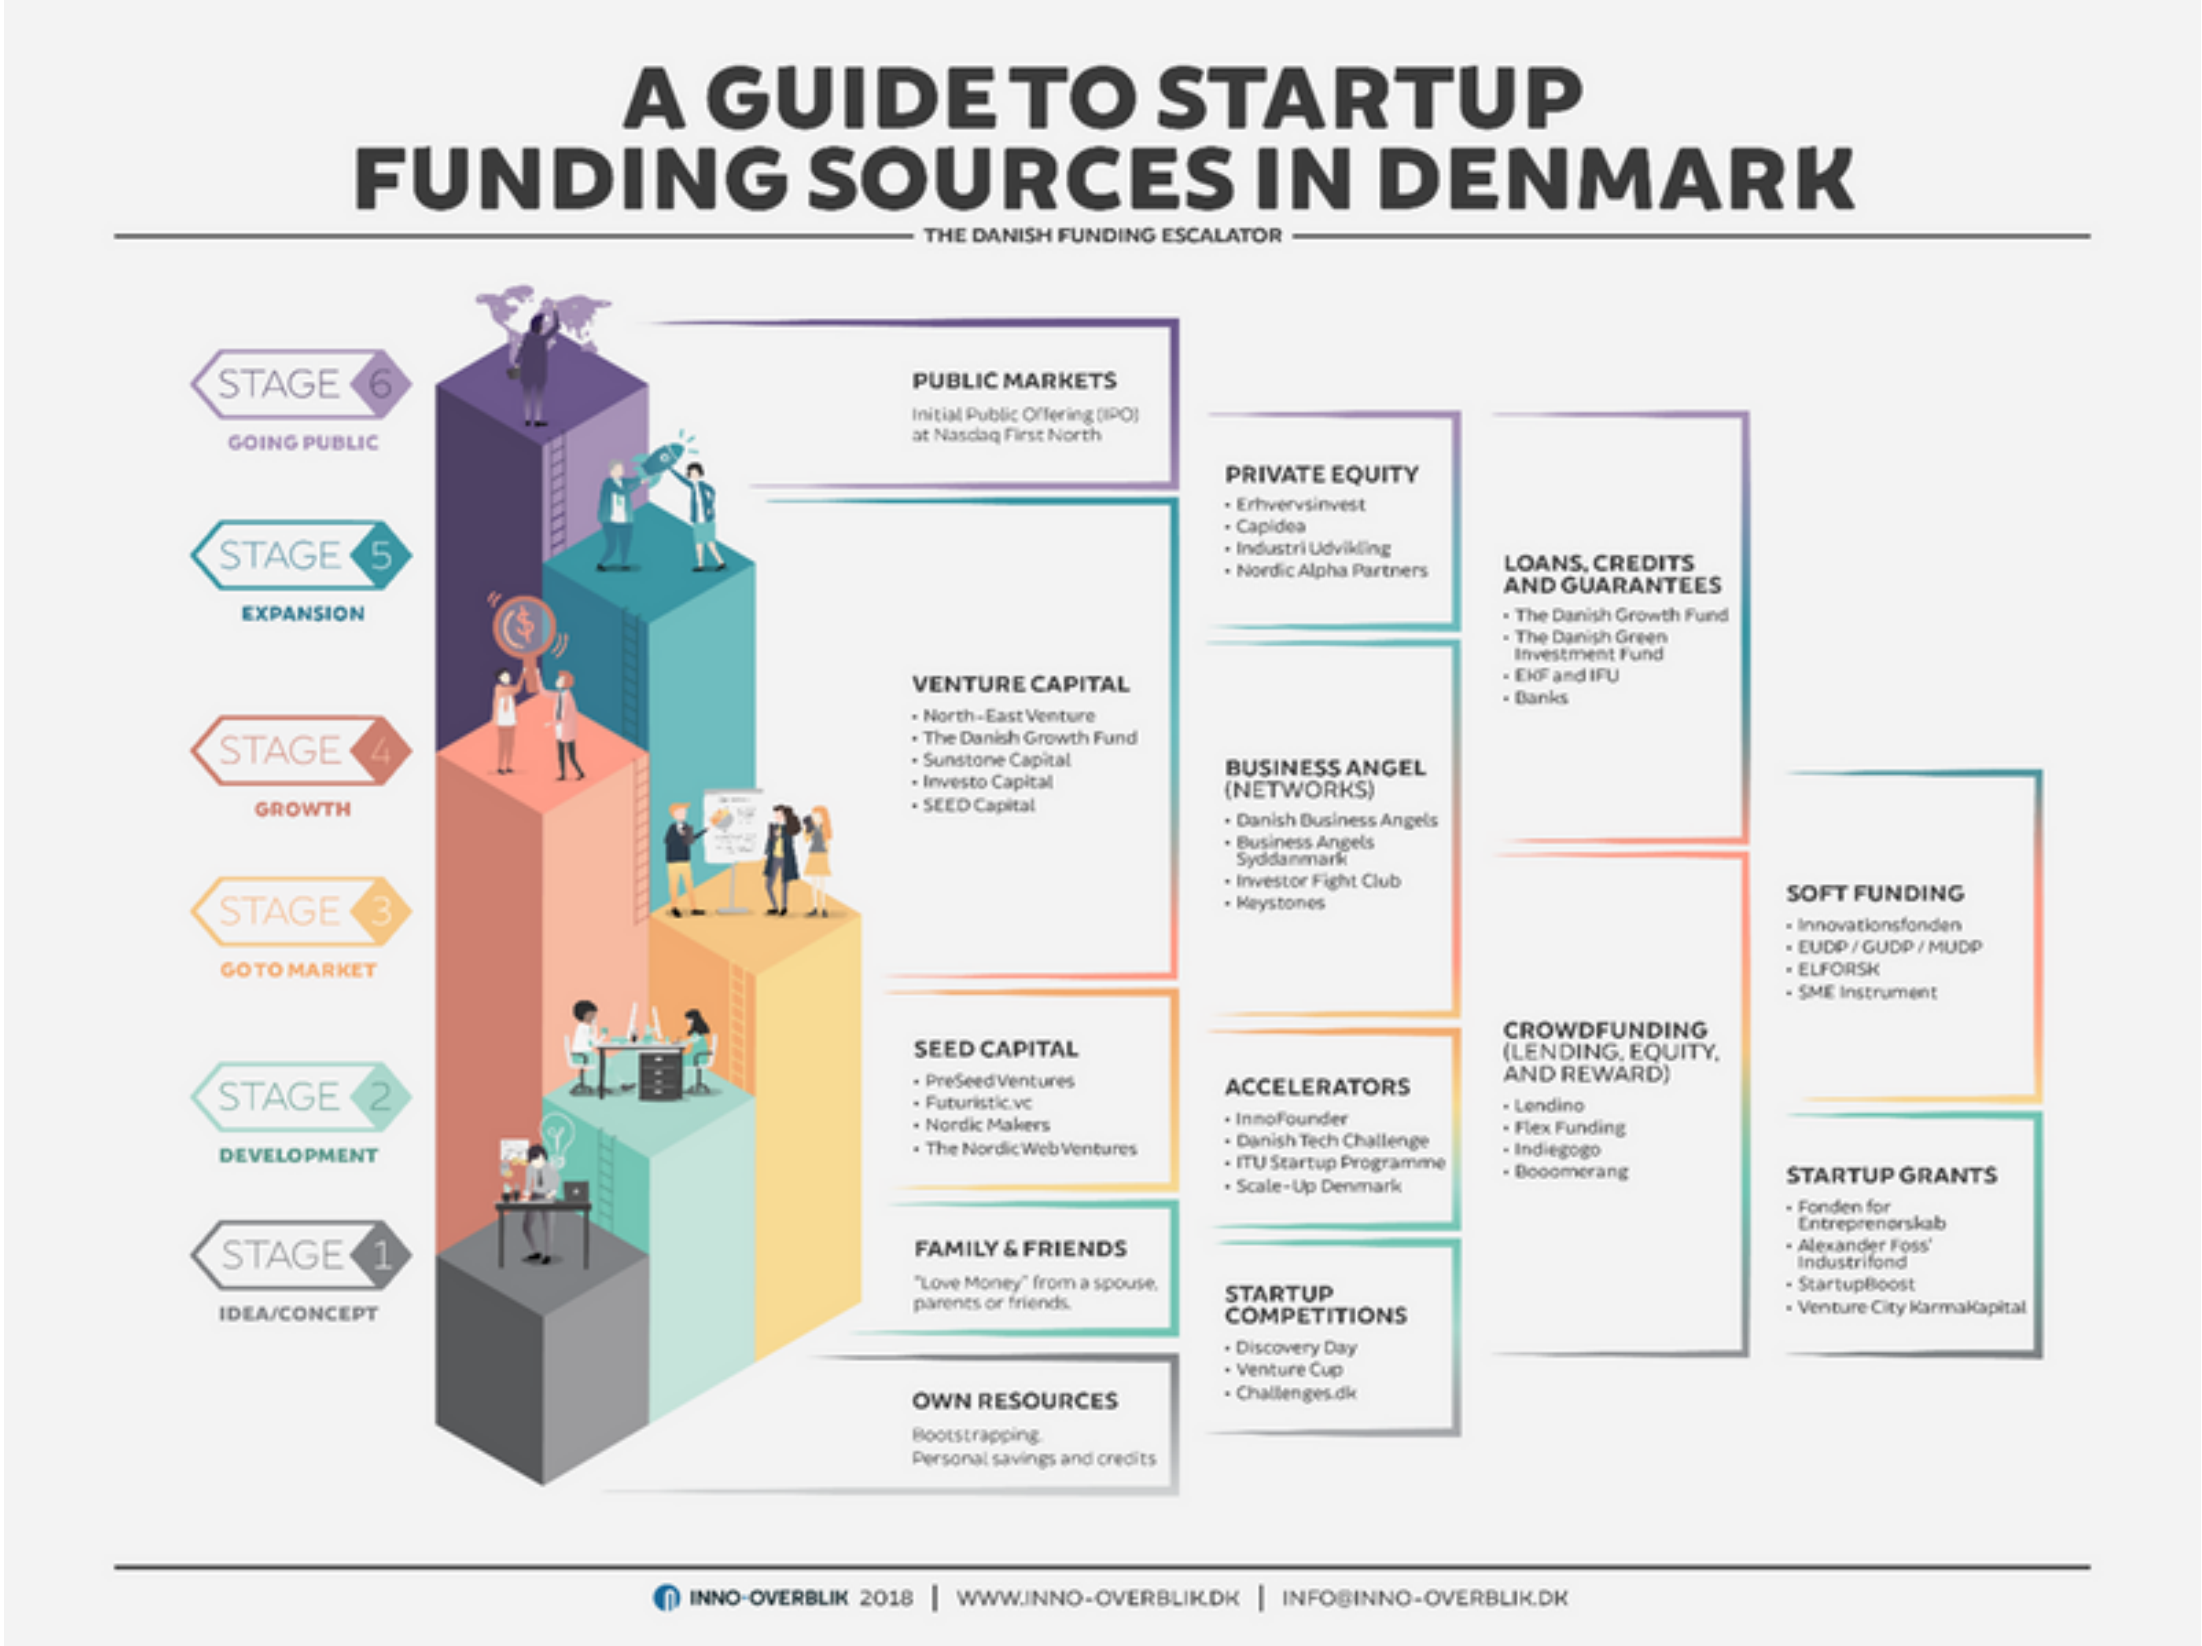 A GUIDE TO STARTUP
FUNDING SOURCES IN DENMARK
THE DANISH FUNDING ESCALATOR
STAGE 6
GOING PUBLIC
STAGE 5
EXPANSION
STAGE 4
GROWTH
STAGE 3
GO TO MARKET
STAGE 2
DEVELOPMENT
STAGE 1
IDEA/CONCEPT
PUBLIC MARKETS
Initial Public Offering (IPO)
at Nasdaq First North
VENTURE CAPITAL
• North-East Venture
• The Danish Growth Fund
• Sunstone Capital
• Investo Capital
• SEED Capital
SEED CAPITAL
• PreSeed Ventures
• Futuristic.vc
• Nordic Makers
• The Nordic Web Ventures
FAMILY & FRIENDS
"Love Money" from a spouse,
parents or friends.
OWN RESOURCES
Bootstrapping.
Personal savings and credits
PRIVATE EQUITY
• Erhvervsinvest
• Capidea
• Industri Udvikling
• Nordic Alpha Partners
BUSINESS ANGEL
(NETWORKS)
• Danish Business Angels
• Business Angels
Syddanmark
• Investor Fight Club
• Keystones
ACCELERATORS
• InnoFounder
• Danish Tech Challenge
• ITU Startup Programme
• Scale-Up Denmark
STARTUP
COMPETITIONS
• Discovery Day
• Venture Cup
• Challenges.dk
LOANS, CREDITS
AND GUARANTEES
• The Danish Growth Fund
• The Danish Green
Investment Fund
• EKF and IFU
• Banks
CROWDFUNDING
(LENDING, EQUITY,
AND REWARD)
• Lendino
• Flex Funding
• Indiegogo
• Booomerang
SOFT FUNDING
• Innovationsfonden
• EUDP / GUDP / MUDP
• ELFORSK
• SME Instrument
STARTUP GRANTS
• Fonden for
Entreprenørskab
• Alexander Foss'
Industrifond
• StartupBoost
• Venture City KarmaKapital
INNO-OVERBLIK 2018 | WWW.INNO-OVERBLIK.DK | INFO@INNO-OVERBLIK.DK